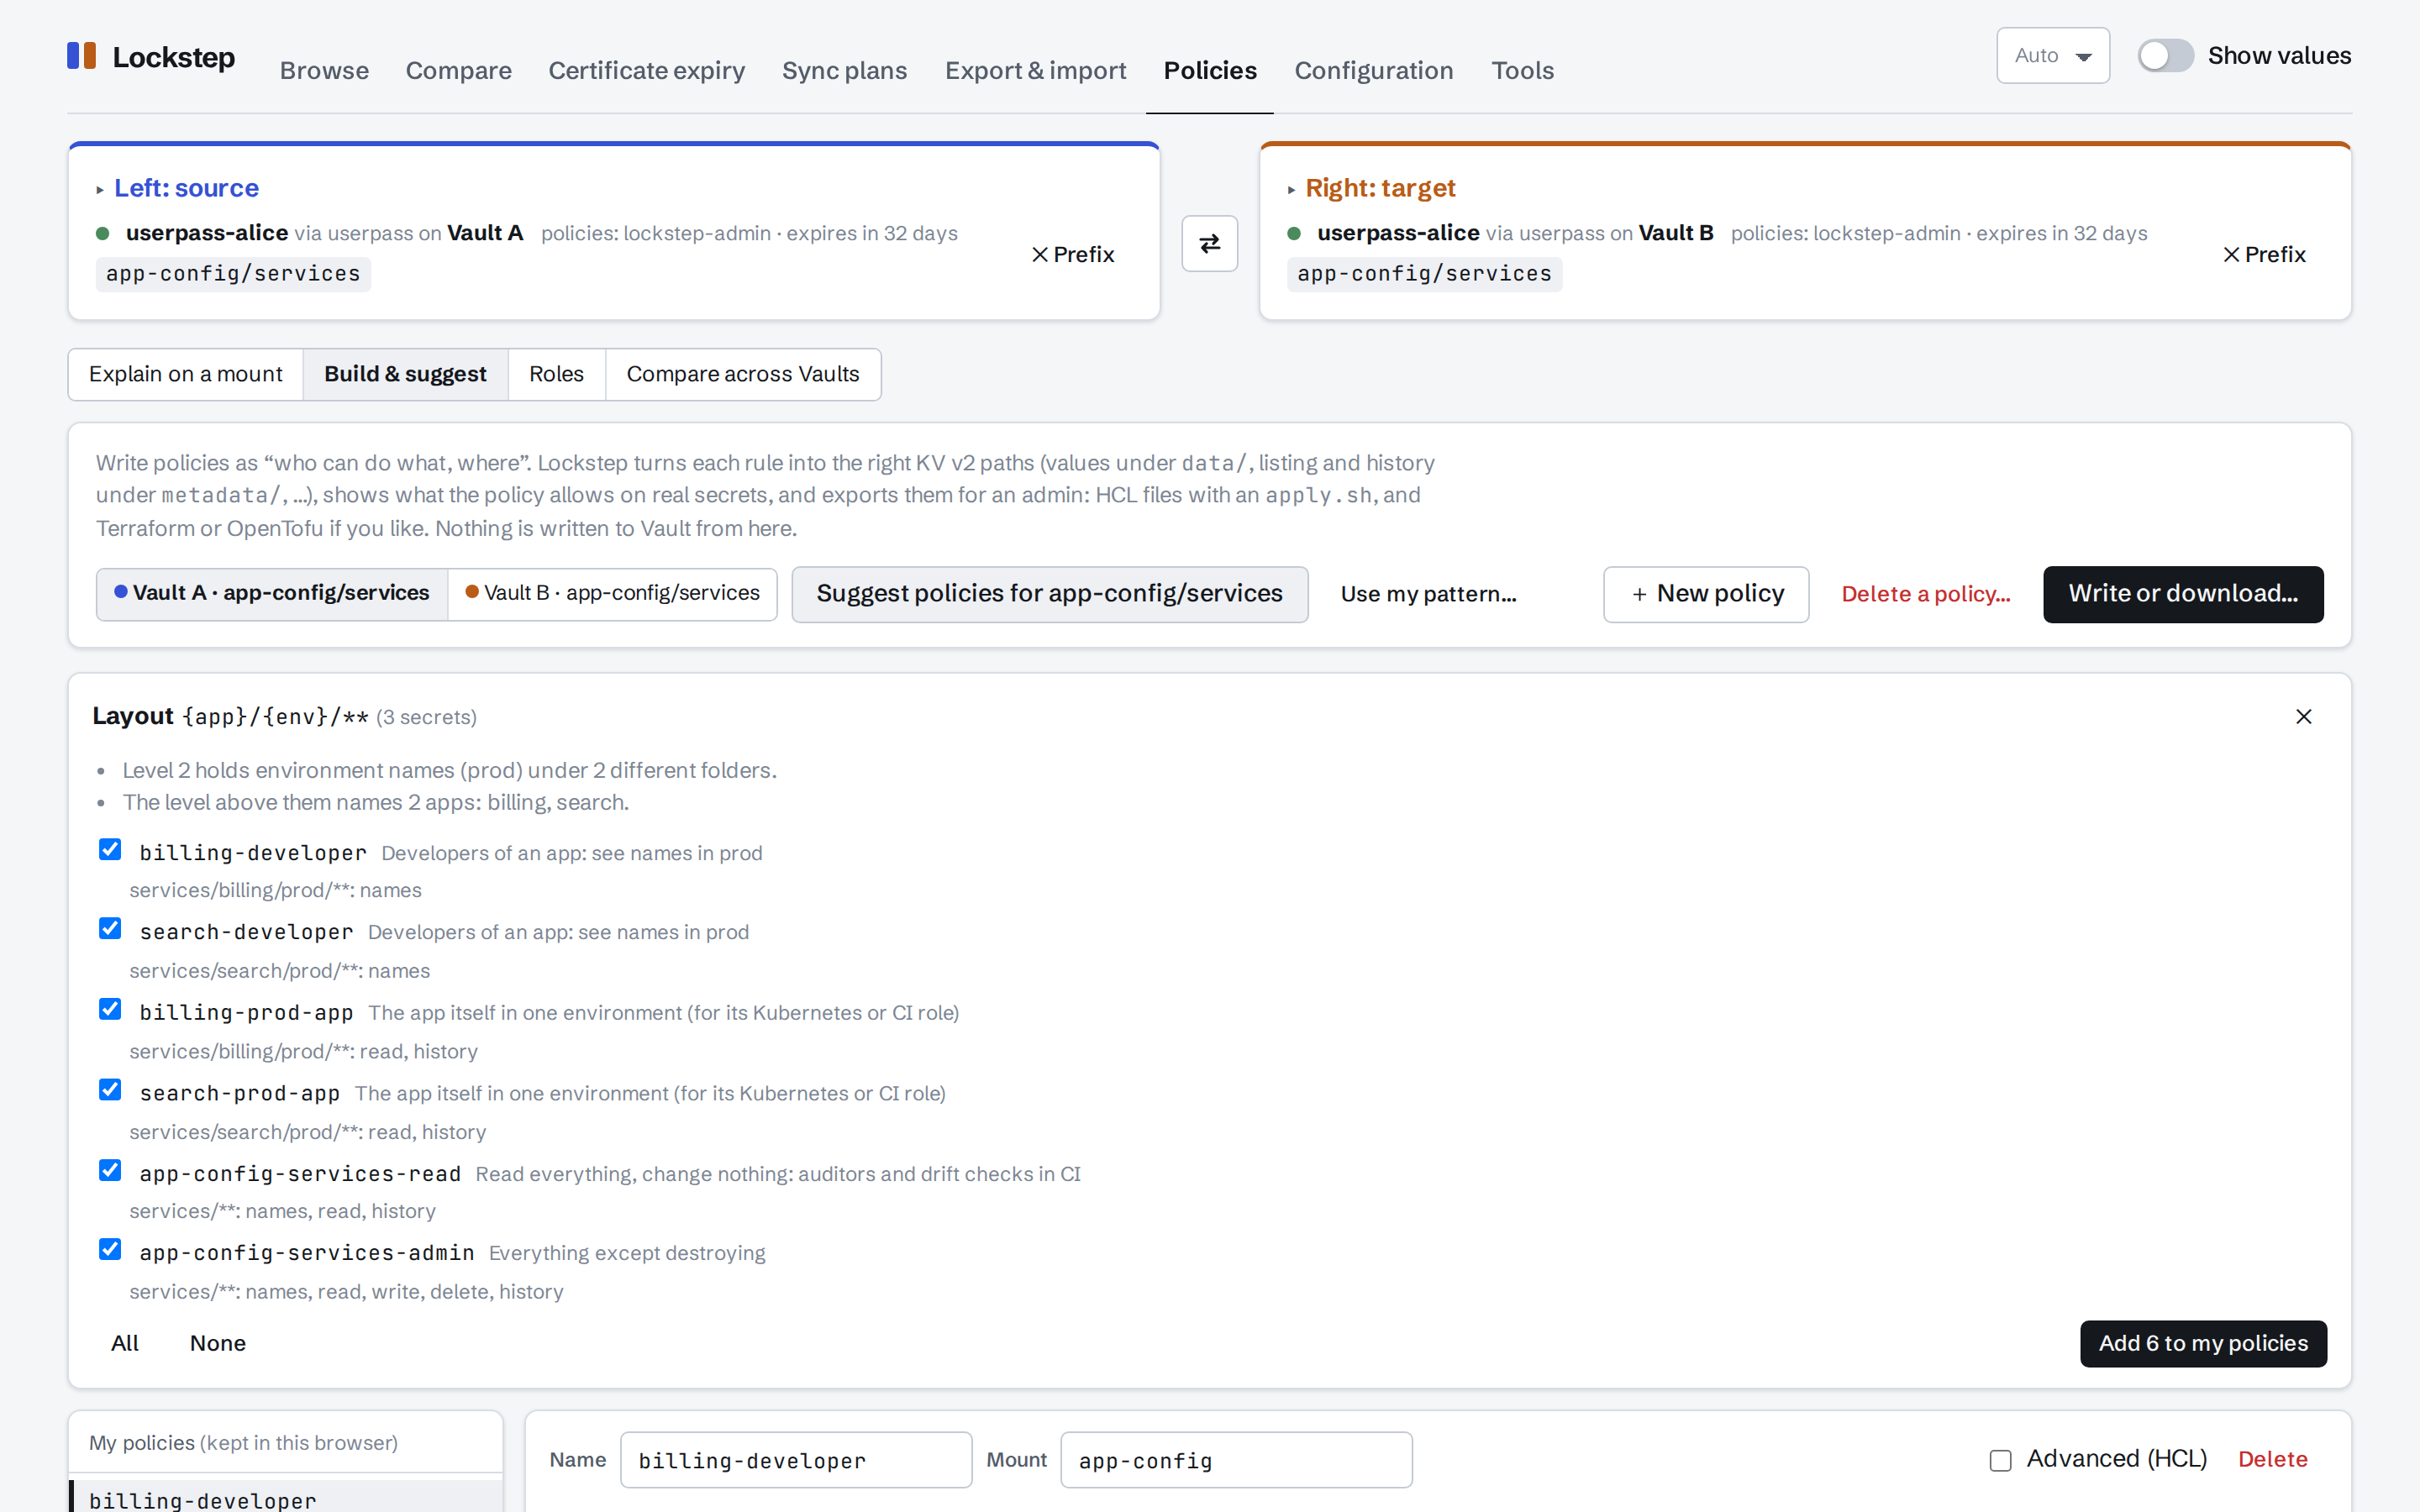 Lockstep
Browse
Compare
Certificate expiry
Sync plans
Export & import
Policies
Configuration
Tools
Auto
Show values
Left: source
userpass-alice via userpass on Vault A policies: lockstep-admin · expires in 32 days
app-config/services
Prefix
Right: target
userpass-alice via userpass on Vault B policies: lockstep-admin · expires in 32 days
app-config/services
Prefix
Explain on a mount
Build & suggest
Roles
Compare across Vaults
Write policies as “who can do what, where”. Lockstep turns each rule into the right KV v2 paths (values under data/, listing and history
under metadata/, …), shows what the policy allows on real secrets, and exports them for an admin: HCL files with an apply.sh, and
Terraform or OpenTofu if you like. Nothing is written to Vault from here.
Vault A · app-config/services
Vault B · app-config/services
Suggest policies for app-config/services
Use my pattern…
+ New policy
Delete a policy…
Write or download…
Layout {app}/{env}/** (3 secrets)
• Level 2 holds environment names (prod) under 2 different folders.
• The level above them names 2 apps: billing, search.
billing-developer Developers of an app: see names in prod
services/billing/prod/**: names
search-developer Developers of an app: see names in prod
services/search/prod/**: names
billing-prod-app The app itself in one environment (for its Kubernetes or CI role)
services/billing/prod/**: read, history
search-prod-app The app itself in one environment (for its Kubernetes or CI role)
services/search/prod/**: read, history
app-config-services-read Read everything, change nothing: auditors and drift checks in CI
services/**: names, read, history
app-config-services-admin Everything except destroying
services/**: names, read, write, delete, history
All
None
Add 6 to my policies
My policies (kept in this browser)
billing-developer
Name billing-developer
Mount app-config
Advanced (HCL)
Delete